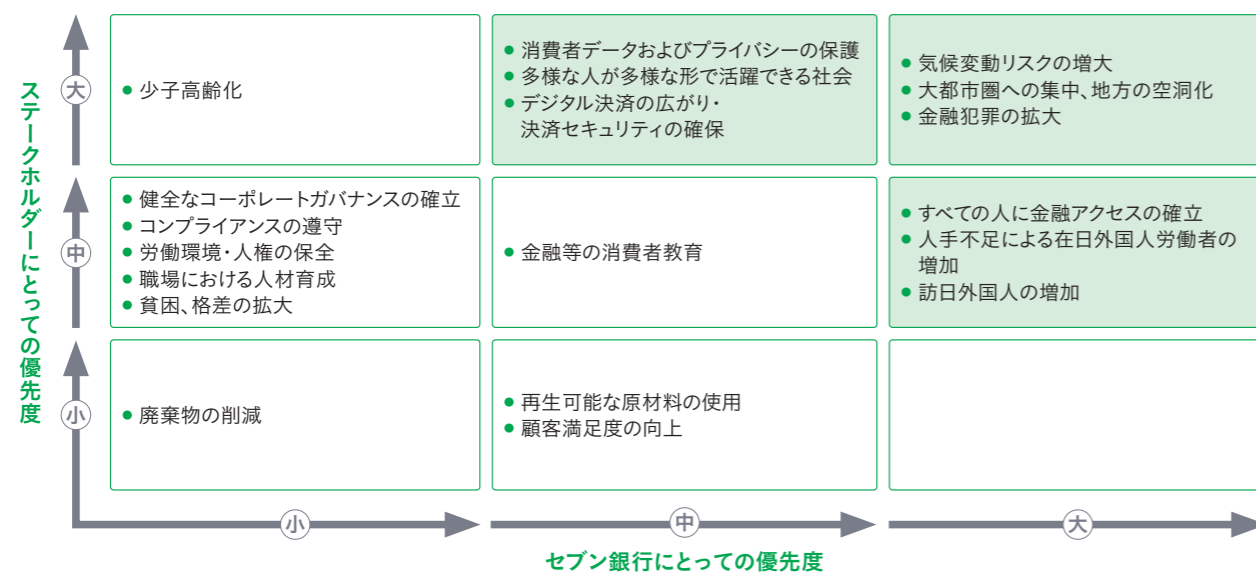 ステークホルダーにとっての優先度
大
● 少子高齢化
● 消費者データおよびプライバシーの保護
● 多様な人が多様な形で活躍できる社会
● デジタル決済の広がり・
決済セキュリティの確保
● 気候変動リスクの増大
● 大都市圏への集中、地方の空洞化
● 金融犯罪の拡大
中
● 健全なコーポレートガバナンスの確立
● コンプライアンスの遵守
● 労働環境・人権の保全
● 職場における人材育成
● 貧困、格差の拡大
● 金融等の消費者教育
● すべての人に金融アクセスの確立
● 人手不足による在日外国人労働者の
増加
● 訪日外国人の増加
小
● 廃棄物の削減
● 再生可能な原材料の使用
● 顧客満足度の向上
小
中
大
セブン銀行にとっての優先度